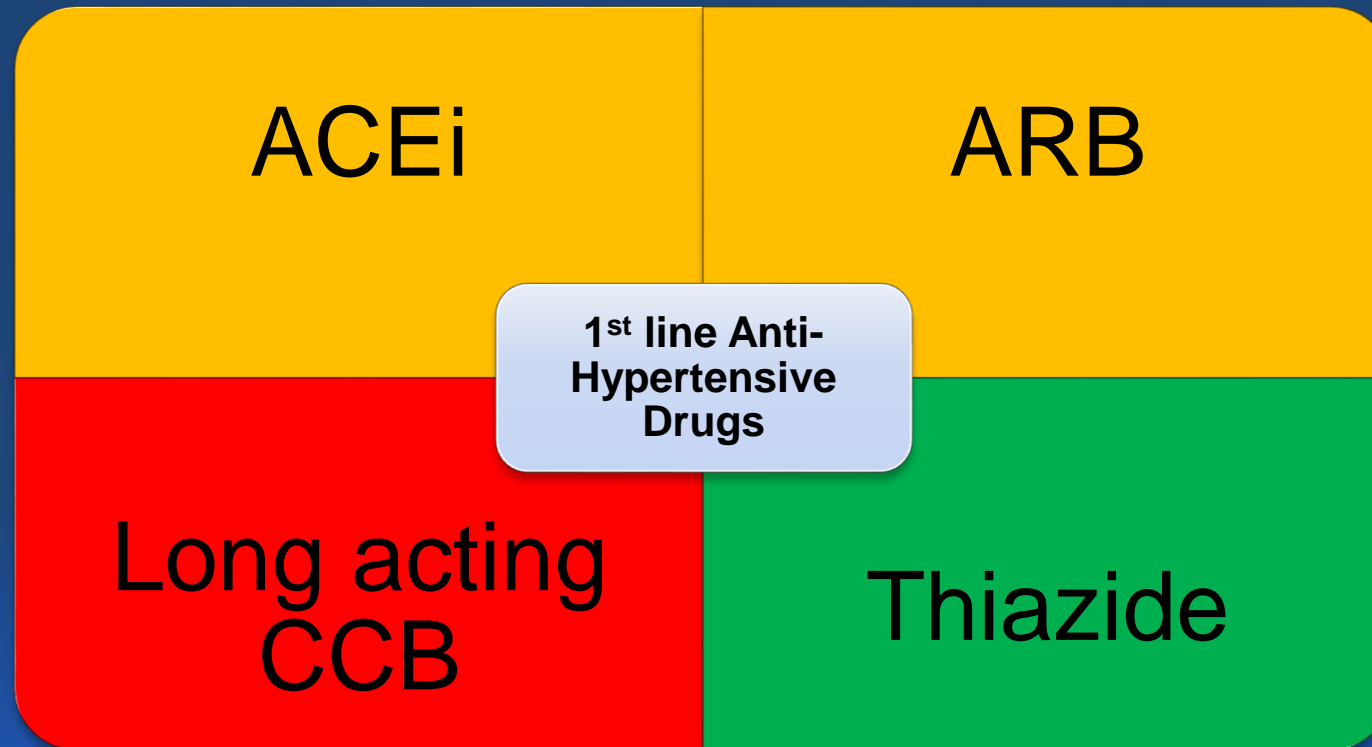 ACEi
ARB
1st line Anti-
Hypertensive
Drugs
Long acting
CCB
Thiazide